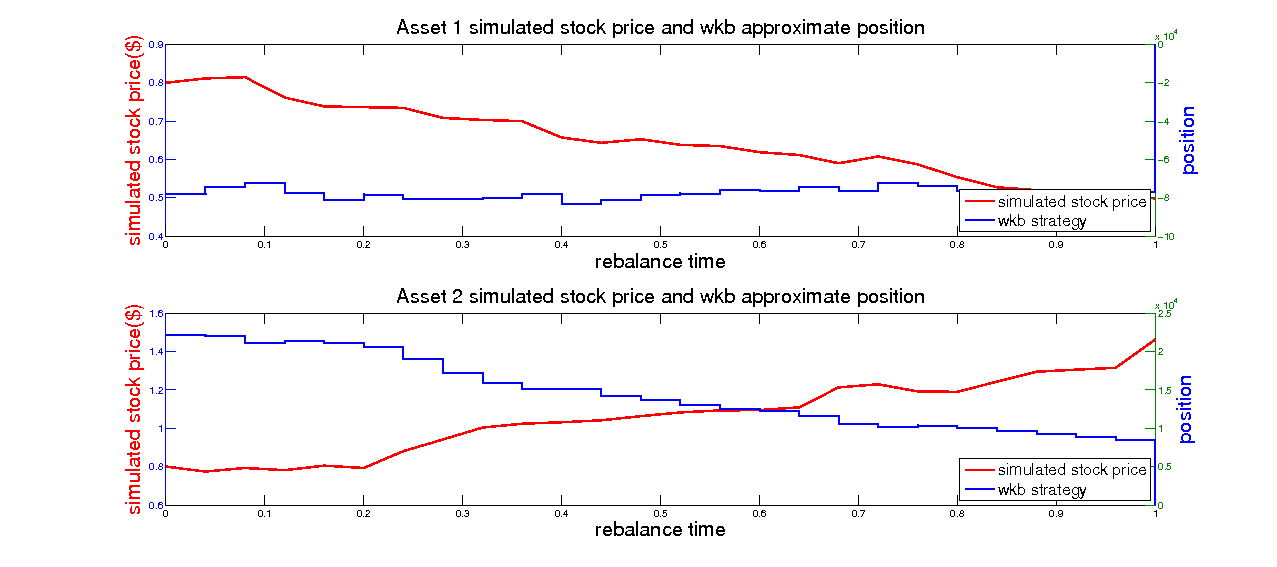 Asset 1 simulated stock price and wkb approximate position
x 10^4
simulated stock price($)
0.9
0.8
0.7
0.6
0.5
0.4
0
-2
-4
-6
-8
-10
position
simulated stock price
wkb strategy
0 0.1 0.2 0.3 0.4 0.5 0.6 0.7 0.8 0.9 1
rebalance time
Asset 2 simulated stock price and wkb approximate position
x 10^4
simulated stock price($)
1.6
1.4
1.2
1
0.8
0.6
2.5
2
1.5
1
0.5
0
position
simulated stock price
wkb strategy
0 0.1 0.2 0.3 0.4 0.5 0.6 0.7 0.8 0.9 1
rebalance time